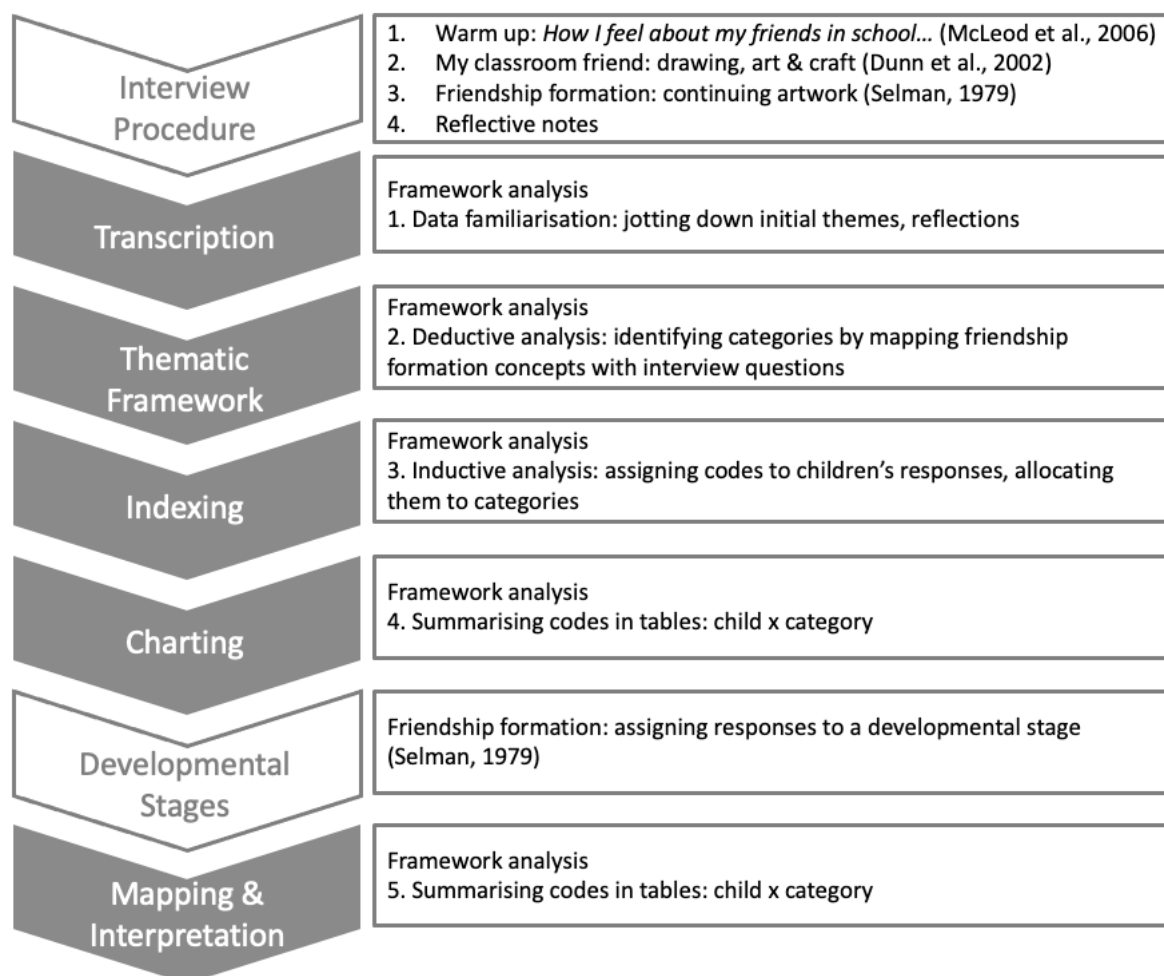 Interview
Procedure
1. Warm up: How I feel about my friends in school... (McLeod et al., 2006)
2. My classroom friend: drawing, art & craft (Dunn et al., 2002)
3. Friendship formation: continuing artwork (Selman, 1979)
4. Reflective notes
Transcription
Framework analysis
1. Data familiarisation: jotting down initial themes, reflections
Thematic
Framework
Framework analysis
2. Deductive analysis: identifying categories by mapping friendship
formation concepts with interview questions
Indexing
Framework analysis
3. Inductive analysis: assigning codes to children's responses, allocating
them to categories
Charting
Framework analysis
4. Summarising codes in tables: child x category
Developmental
Stages
Friendship formation: assigning responses to a developmental stage
(Selman, 1979)
Mapping &
Interpretation
Framework analysis
5. Summarising codes in tables: child x category